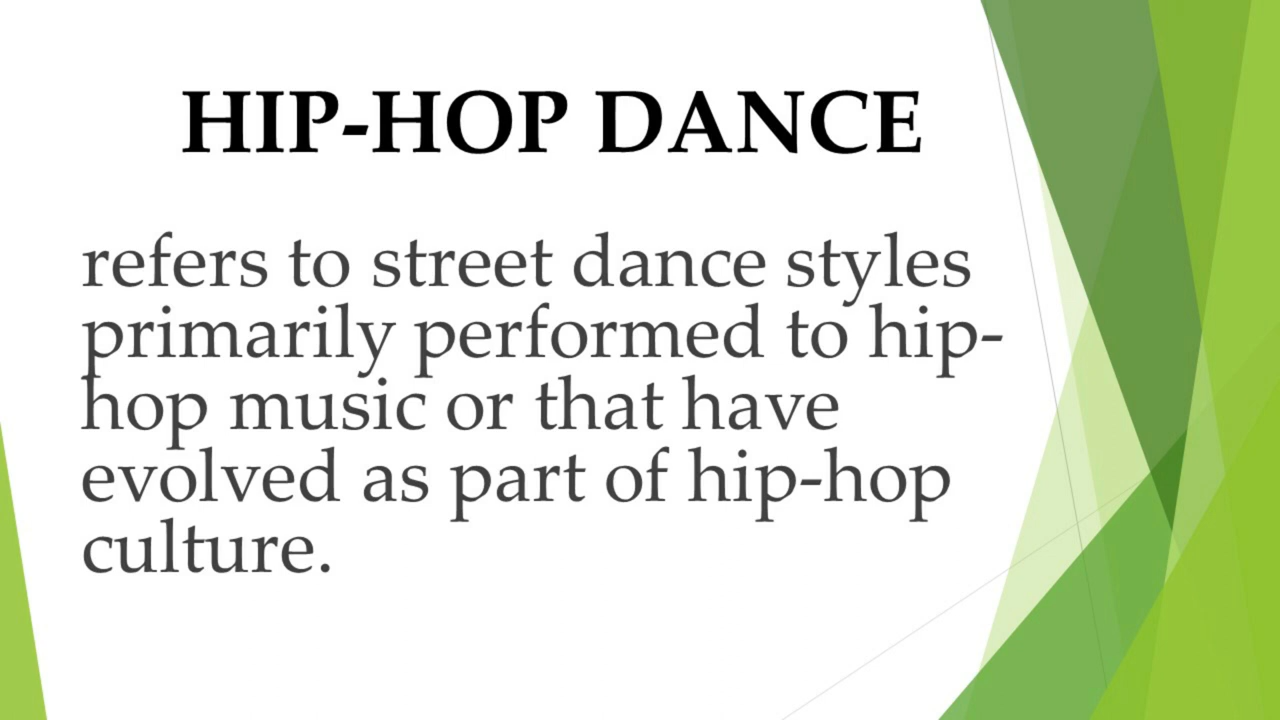 HIP-HOP DANCE
refers to street dance styles
primarily performed to hip-
hop music or that have
evolved as part of hip-hop
culture.